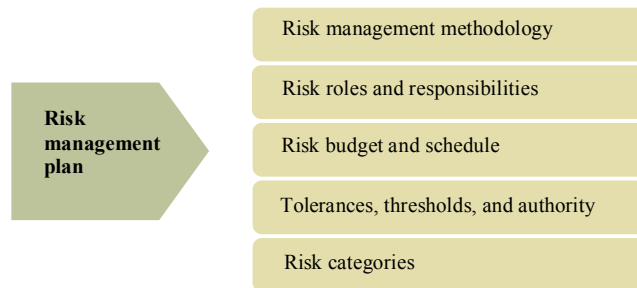 Risk management methodology
Risk roles and responsibilities
Risk
management
plan
Risk budget and schedule
Tolerances, thresholds, and authority
Risk categories